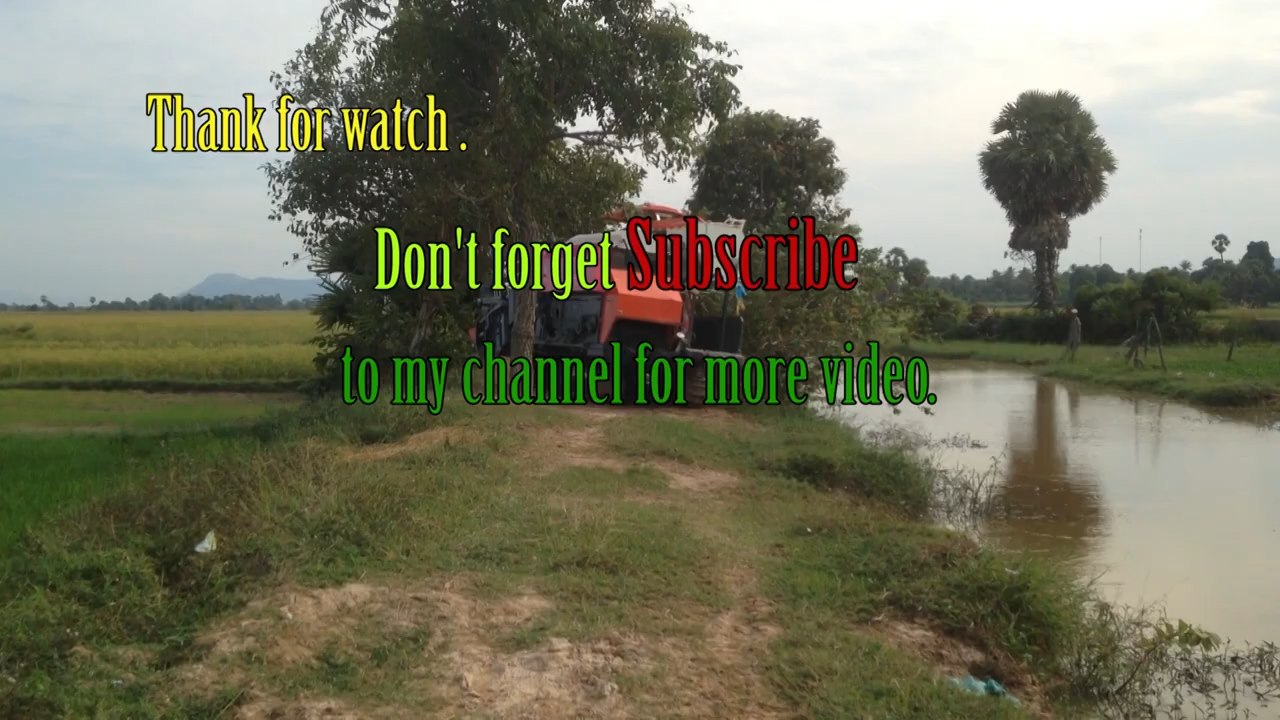 Thank for watch .
Don't forget Subscribe
to my channel for more video.